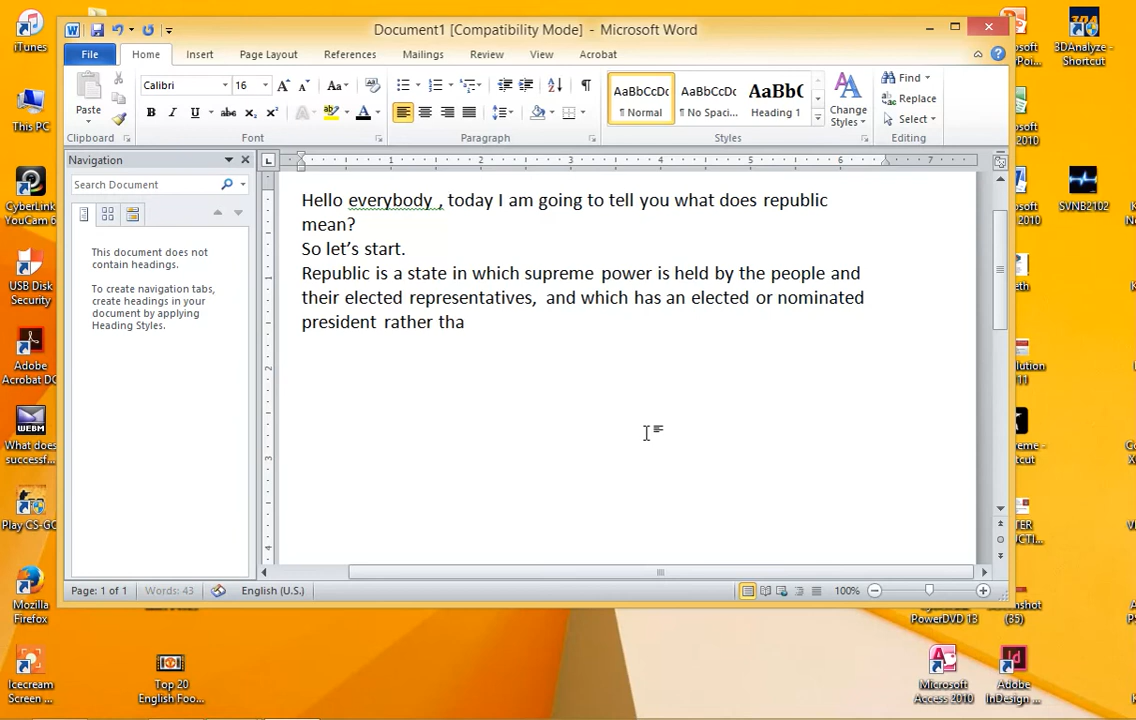 Document1 [Compatibility Mode] - Microsoft Word
File Home Insert Page Layout References Mailings Review View Acrobat
Calibri 16
Paste
Clipboard Font Paragraph Styles Editing
AaBbCcDc AaBbCcDc AaBbC
¶ Normal ¶ No Spaci... Heading 1
Change Styles
Find
Replace
Select
Navigation
Search Document
This document does not
contain headings.
To create navigation tabs,
create headings in your
document by applying
Heading Styles.
Hello everybody , today I am going to tell you what does republic
mean?
So let's start.
Republic is a state in which supreme power is held by the people and
their elected representatives,  and which has an elected or nominated
president rather tha
Page: 1 of 1 Words: 43 English (U.S.) 100%
iTunes
This PC
CyberLink
YouCam 6
USB Disk
Security
Adobe
Acrobat DC
WEBM
What does
successf...
Play CS-GO
Mozilla
Firefox
Icecream
Screen ...
Top 20
English Foo...
3DAnalyze -
Shortcut
SVNB2102
PowerDVD 13
(35)
Microsoft
Access 2010
Adobe
InDesign ...